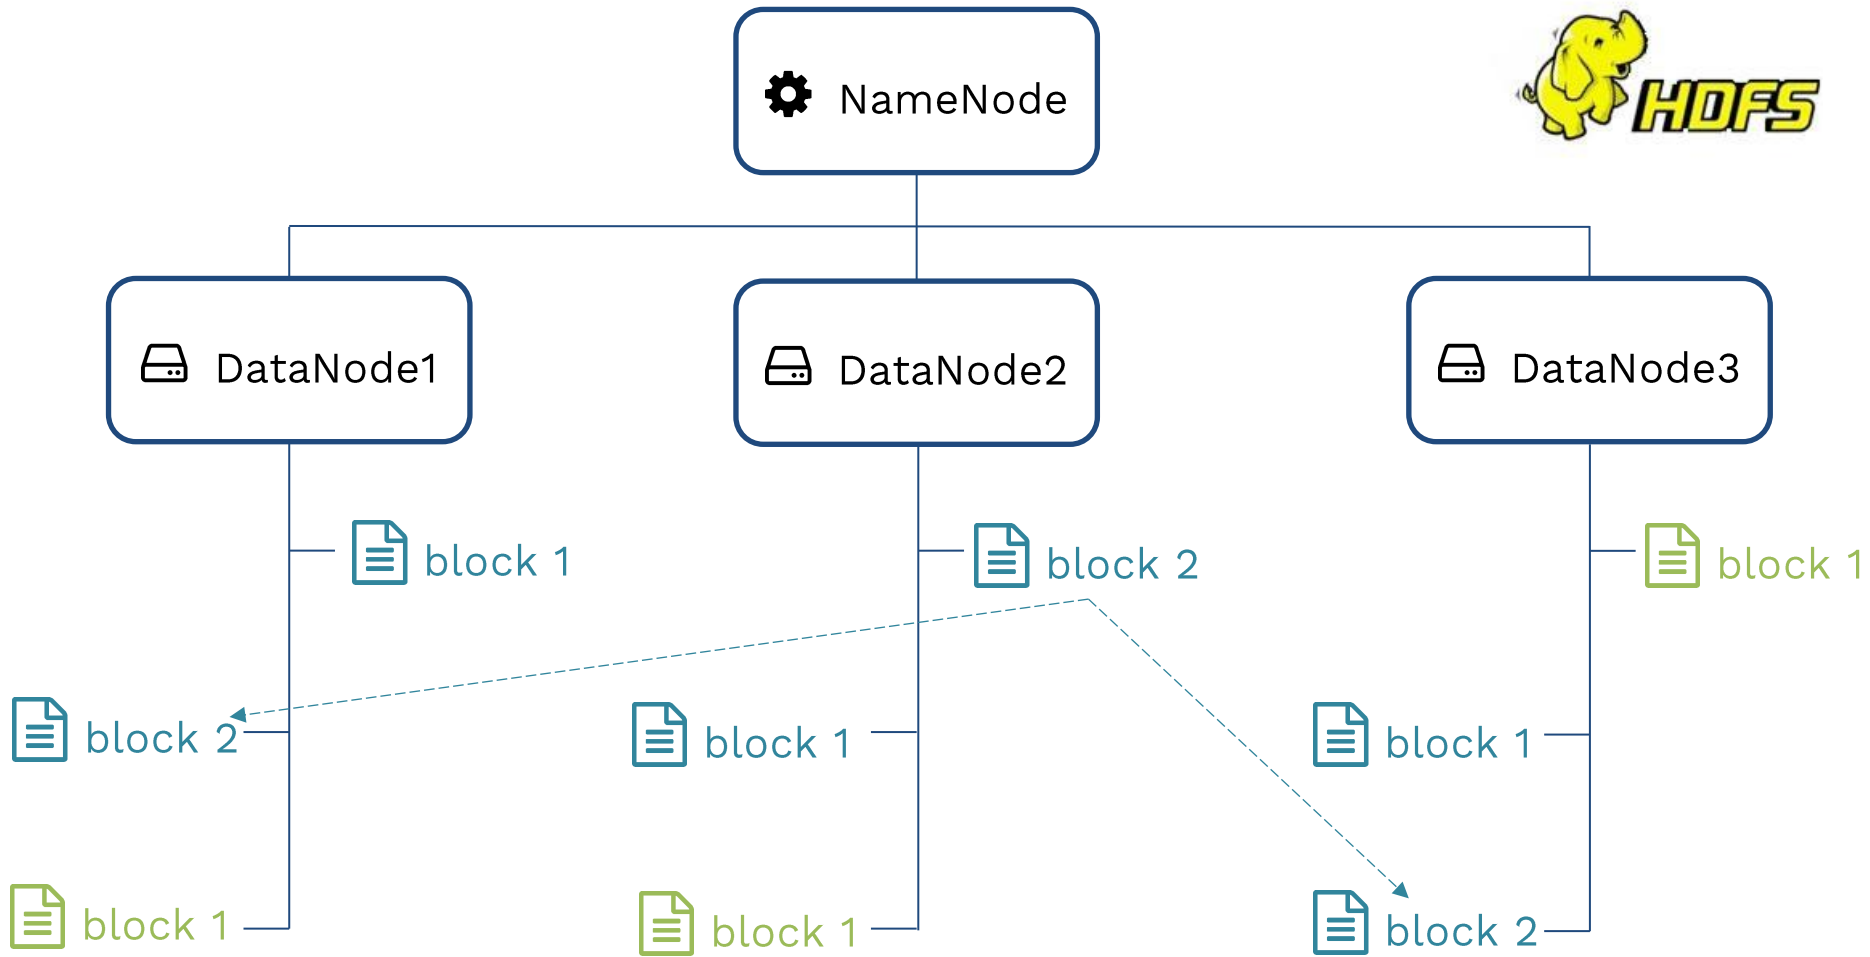 NameNode
HDFS
DataNode1
DataNode2
DataNode3
block 1
block 2
block 1
block 2
block 1
block 1
block 1
block 1
block 2